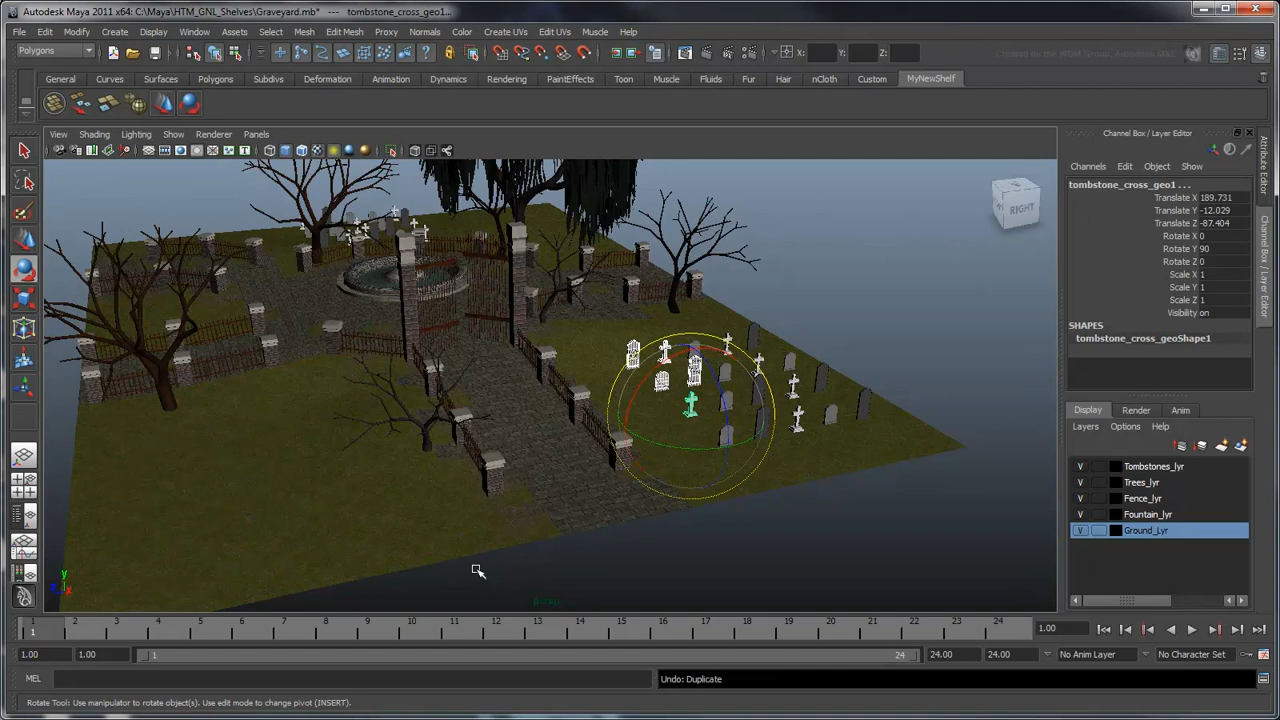 Autodesk Maya 2011 x64: C:\Maya\HTM_GNL_Shelves\Graveyard.mb* --- tombstone_cross_geo1...
File Edit Modify Create Display Window Assets Select Mesh Edit Mesh Proxy Normals Color Create UVs Edit UVs Muscle Help
Polygons X: Y: Z:
General Curves Surfaces Polygons Subdivs Deformation Animation Dynamics Rendering PaintEffects Toon Muscle Fluids Fur Hair nCloth Custom MyNewShelf
View Shading Lighting Show Renderer Panels
Channel Box / Layer Editor
Channels Edit Object Show
tombstone_cross_geo1 ...
Translate X 189.731
Translate Y -12.029
Translate Z -87.404
Rotate X 0
Rotate Y 90
Rotate Z 0
Scale X 1
Scale Y 1
Scale Z 1
Visibility on
SHAPES
tombstone_cross_geoShape1
Attribute Editor
Channel Box / Layer Editor
RIGHT
Display Render Anim
Layers Options Help
V Tombstones_lyr
V Trees_lyr
V Fence_lyr
V Fountain_lyr
V Ground_Lyr
y
z x
persp
1 2 3 4 5 6 7 8 9 10 11 12 13 14 15 16 17 18 19 20 21 22 23 24
1 1.00
1.00 1.00 1 24 24.00 24.00 No Anim Layer No Character Set
MEL Undo: Duplicate
Rotate Tool: Use manipulator to rotate object(s). Use edit mode to change pivot (INSERT).